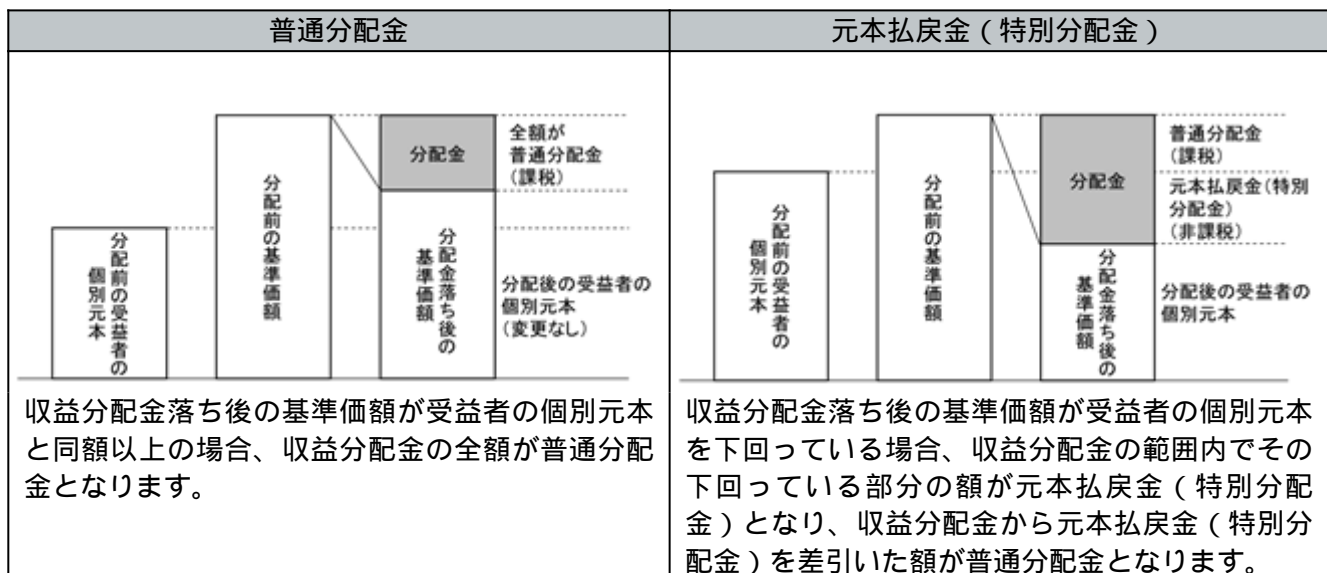 普通分配金
分配前の受益者の
個別元本
分配前の基準価額
分配金
分配金落ち後の
基準価額
全額が
普通分配金
(課税)
分配後の受益者の
個別元本
(変更なし)
収益分配金落ち後の基準価額が受益者の個別元本
と同額以上の場合、収益分配金の全額が普通分配
金となります。
元本払戻金（特別分配金）
分配前の受益者の
個別元本
分配前の基準価額
分配金
分配金落ち後の
基準価額
普通分配金
(課税)
元本払戻金(特別
分配金)
(非課税)
分配後の受益者の
個別元本
収益分配金落ち後の基準価額が受益者の個別元本
を下回っている場合、収益分配金の範囲内でその
下回っている部分の額が元本払戻金（特別分配
金）となり、収益分配金から元本払戻金（特別分
配金）を差引いた額が普通分配金となります。